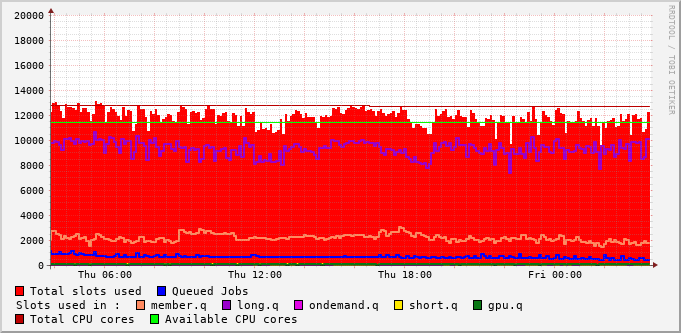 20000
18000
16000
14000
12000
10000
8000
6000
4000
2000
0
Thu 06:00 Thu 12:00 Thu 18:00 Fri 00:00
RRDTOOL / TOBI OETIKER
Total slots used Queued Jobs
Slots used in : member.q long.q ondemand.q short.q gpu.q
Total CPU cores Available CPU cores